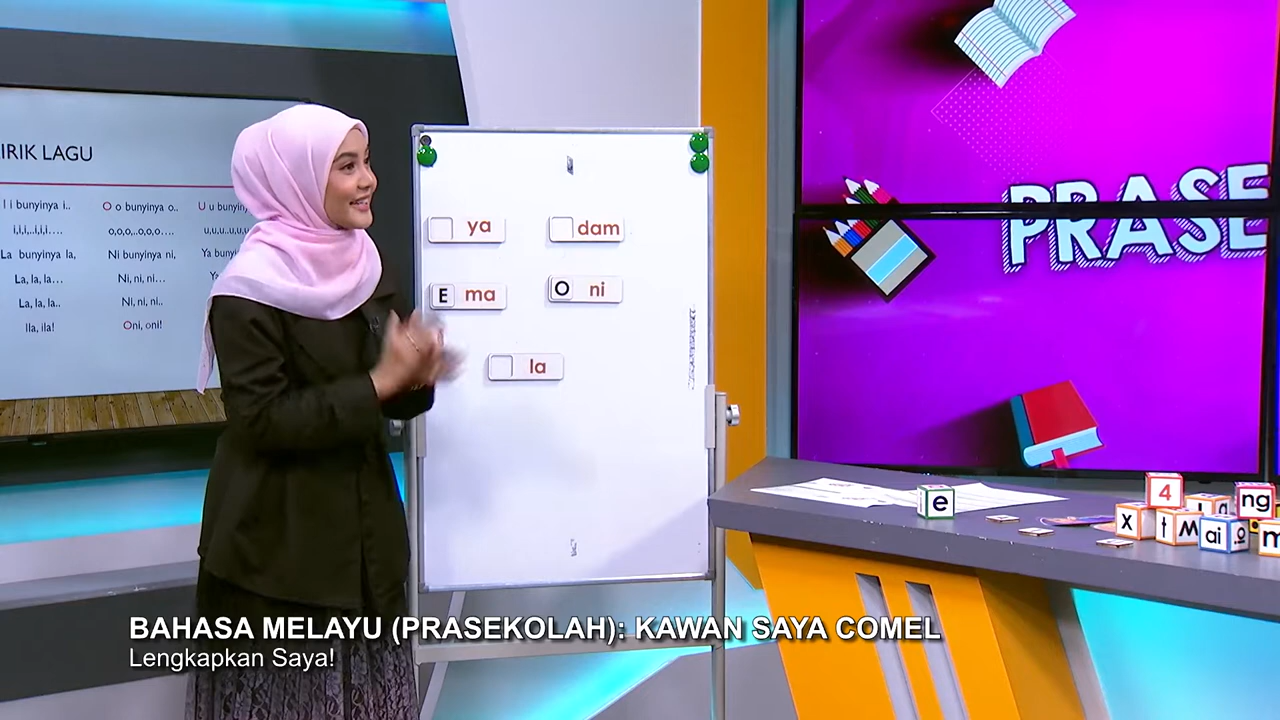 IRIK LAGU
I i bunyinya i.. O o bunyinya o.. U u bunyin
i,i,i,..i,i,i…. o,o,o,..o,o,o… u,u,u..u,u,u
La bunyinya la, Ni bunyinya ni, Ya buny
La, la, la… Ni, ni, ni… Ya
La, la, la.. Ni, ni, ni..
Ila, ila! Oni, oni!
ya dam
E ma O ni
la
PRASE
e
4
ng
x t M ai
BAHASA MELAYU (PRASEKOLAH): KAWAN SAYA COMEL
Lengkapkan Saya!